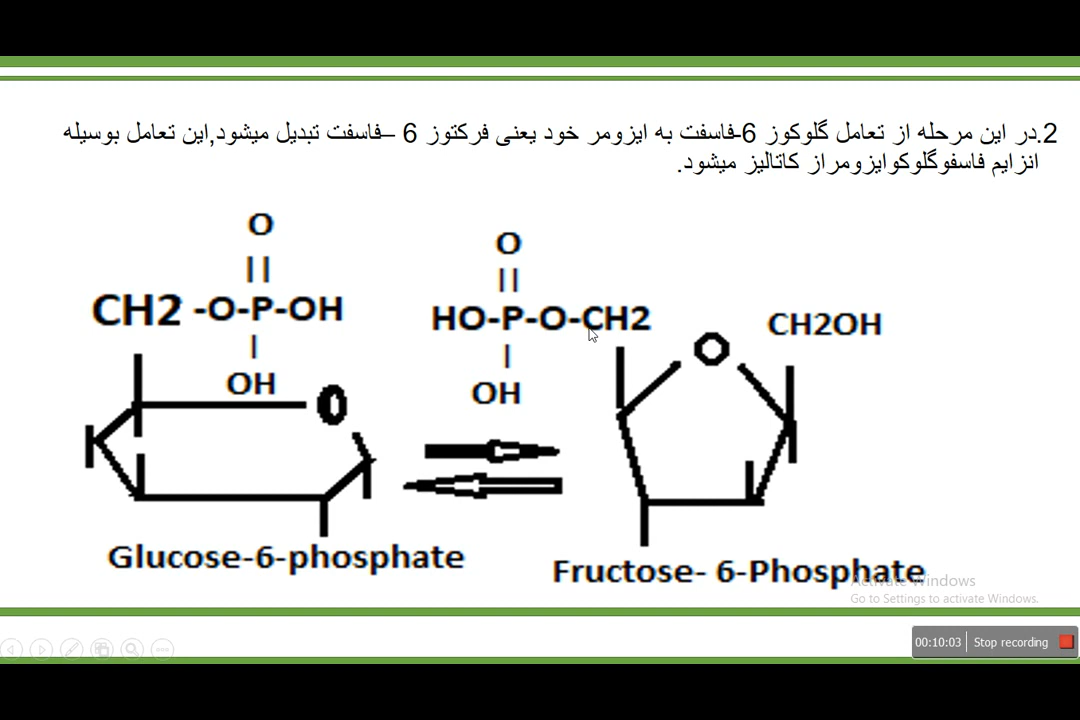 2.در این مرحله از تعامل گلوکوز 6-فاسفت به ایزومر خود یعنی فرکتوز 6 –فاسفت تبدیل میشود,این تعامل بوسیله
انزایم فاسفوگلوکوایزومراز کاتالیز میشود.
O
||
CH2 -O-P-OH
|
OH
O
O
||
HO-P-O-CH2
|
OH
O
CH2OH
Glucose-6-phosphate
Fructose- 6-Phosphate
Activate Windows
Go to Settings to activate Windows.
00:10:03 Stop recording